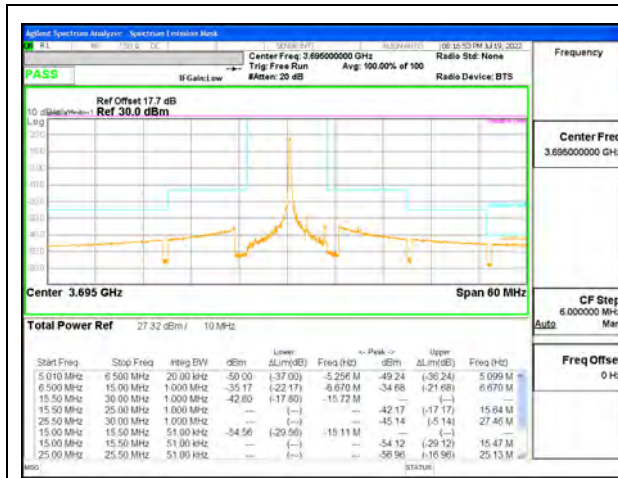 Agilent Spectrum Analyzer Spectrum Emission Mask
RL RF 50 Ω DC SENSE:INT ALIGN AUTO 08:16:53 PM Jul 19, 2022
Center Freq: 3.695000000 GHz Radio Std: None Frequency
Trig: Free Run Avg: 100.00% of 100
PASS IFGain:Low #Atten: 20 dB Radio Device: BTS
Ref Offset 17.7 dB
10 dB/ Ref 30.0 dBm
Log
Center Freq
3.695000000 GHz
Center 3.695 GHz Span 60 MHz
CF Step
6.000000 MHz
Auto Man
Total Power Ref 27.32 dBm / 10 MHz
Freq Offset
0 Hz
Lower <- Peak -> Upper
Start Freq Stop Freq Integ BW dBm ΔLim(dB) Freq (Hz) dBm ΔLim(dB) Freq (Hz)
5.010 MHz 6.500 MHz 20.00 kHz -50.00 (-37.00) -5.256 M -49.24 (-36.24) 5.099 M
6.500 MHz 15.00 MHz 1.000 MHz -35.17 (-22.17) -6.670 M -34.68 (-21.68) 6.670 M
15.50 MHz 30.00 MHz 1.000 MHz -42.80 (-17.80) -15.72 M --- (---) ---
15.50 MHz 25.00 MHz 1.000 MHz --- (---) --- -42.17 (-17.17) 15.64 M
25.50 MHz 30.00 MHz 1.000 MHz --- (---) --- -45.14 (-5.14) 27.46 M
15.00 MHz 15.50 MHz 51.00 kHz -54.56 (-29.56) -15.11 M --- (---) ---
15.00 MHz 15.50 MHz 51.00 kHz --- (---) --- -54.12 (-29.12) 15.47 M
25.00 MHz 25.50 MHz 51.00 kHz --- (---) --- -56.96 (-16.96) 25.13 M
MSG STATUS